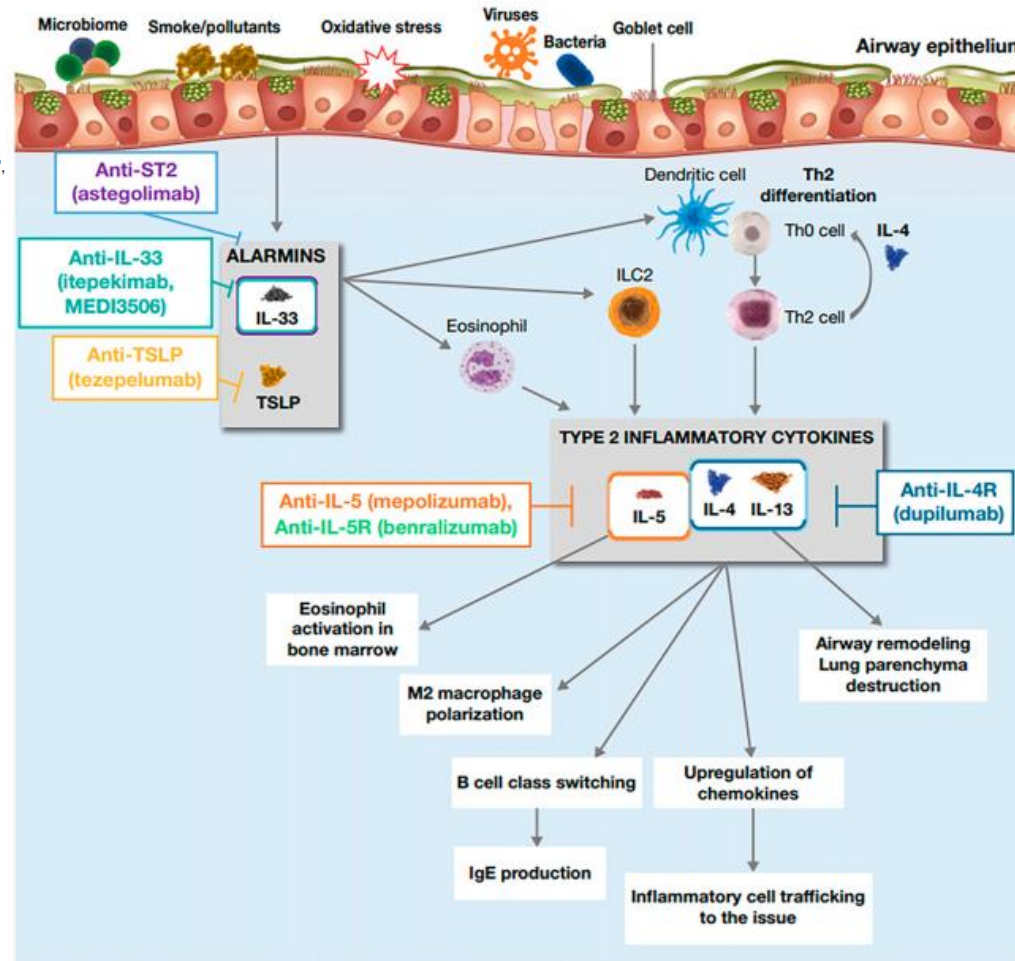 Microbiome
Smoke/pollutants
Oxidative stress
Viruses
Bacteria
Goblet cell
Airway epithelium
,
Anti-ST2
(astegolimab)
Anti-IL-33
(itepekimab,
MEDI3506)
Anti-TSLP
(tezepelumab)
ALARMINS
IL-33
TSLP
Dendritic cell
Th2
differentiation
Th0 cell
IL-4
ILC2
Th2 cell
Eosinophil
TYPE 2 INFLAMMATORY CYTOKINES
IL-5
IL-4
IL-13
Anti-IL-5 (mepolizumab),
Anti-IL-5R (benralizumab)
Anti-IL-4R
(dupilumab)
Eosinophil
activation in
bone marrow
M2 macrophage
polarization
Airway remodeling
Lung parenchyma
destruction
B cell class switching
Upregulation of
chemokines
IgE production
Inflammatory cell trafficking
to the issue